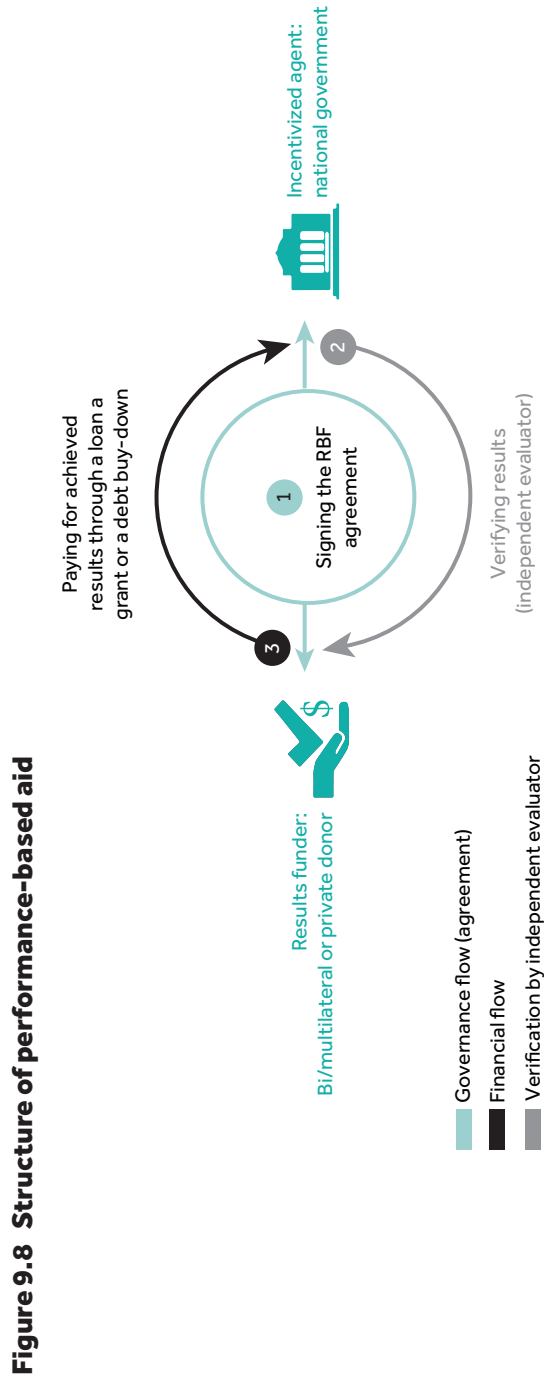 Figure 9.8 Structure of performance-based aid
Paying for achieved
results through a loan a
grant or a debt buy-down
3
Results funder:
Bi/multilateral or private donor
$
1
Signing the RBF
agreement
2
Incentivized agent:
national government
Verifying results
(independent evaluator)
Governance flow (agreement)
Financial flow
Verification by independent evaluator